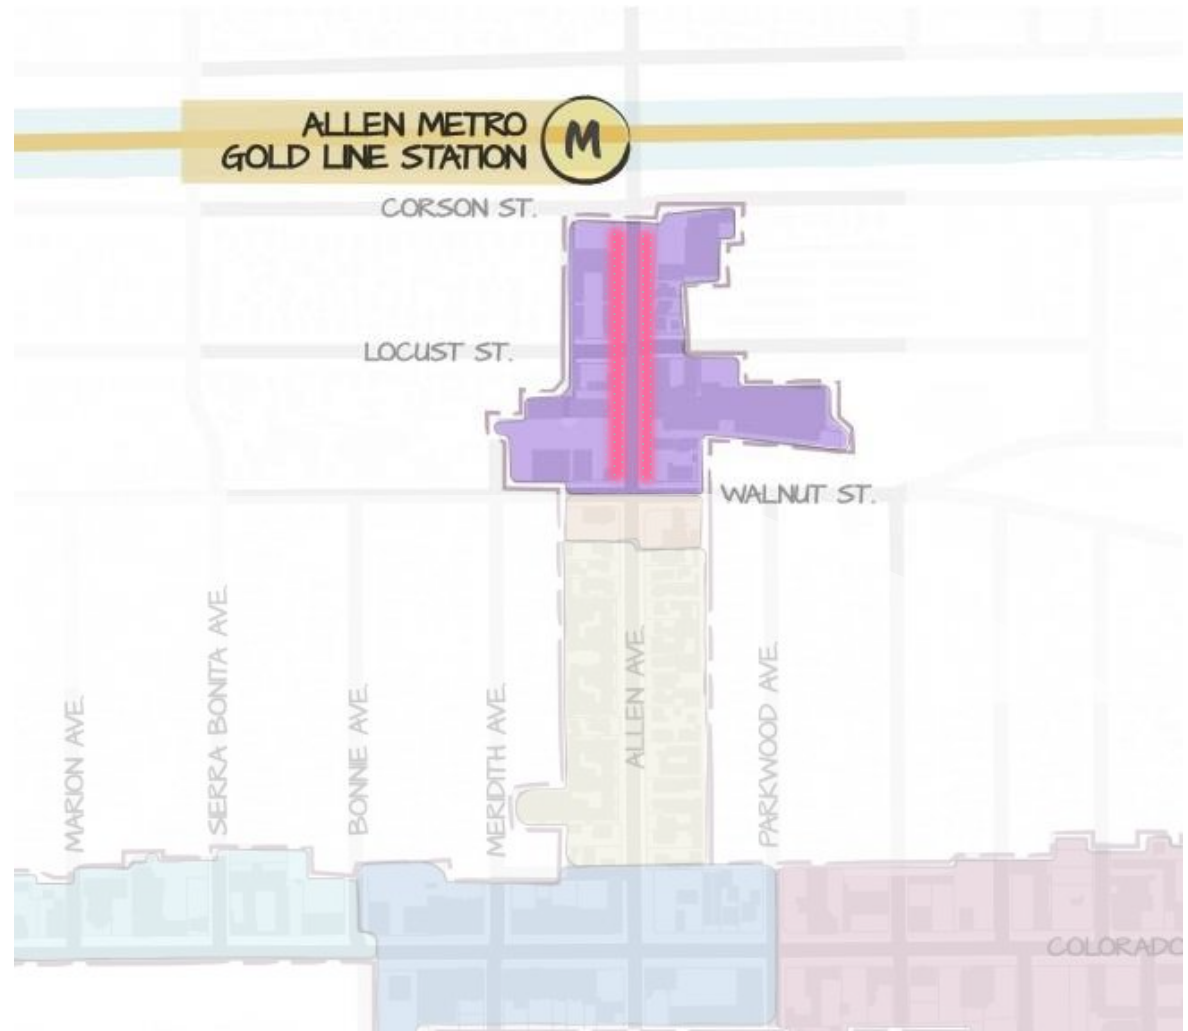 ALLEN METRO
GOLD LINE STATION
M
CORSON ST.
LOCUST ST.
WALNUT ST.
MARION AVE.
SIERRA BONITA AVE.
BONNIE AVE.
MERIDITH AVE.
ALLEN AVE.
PARKWOOD AVE.
COLORADO